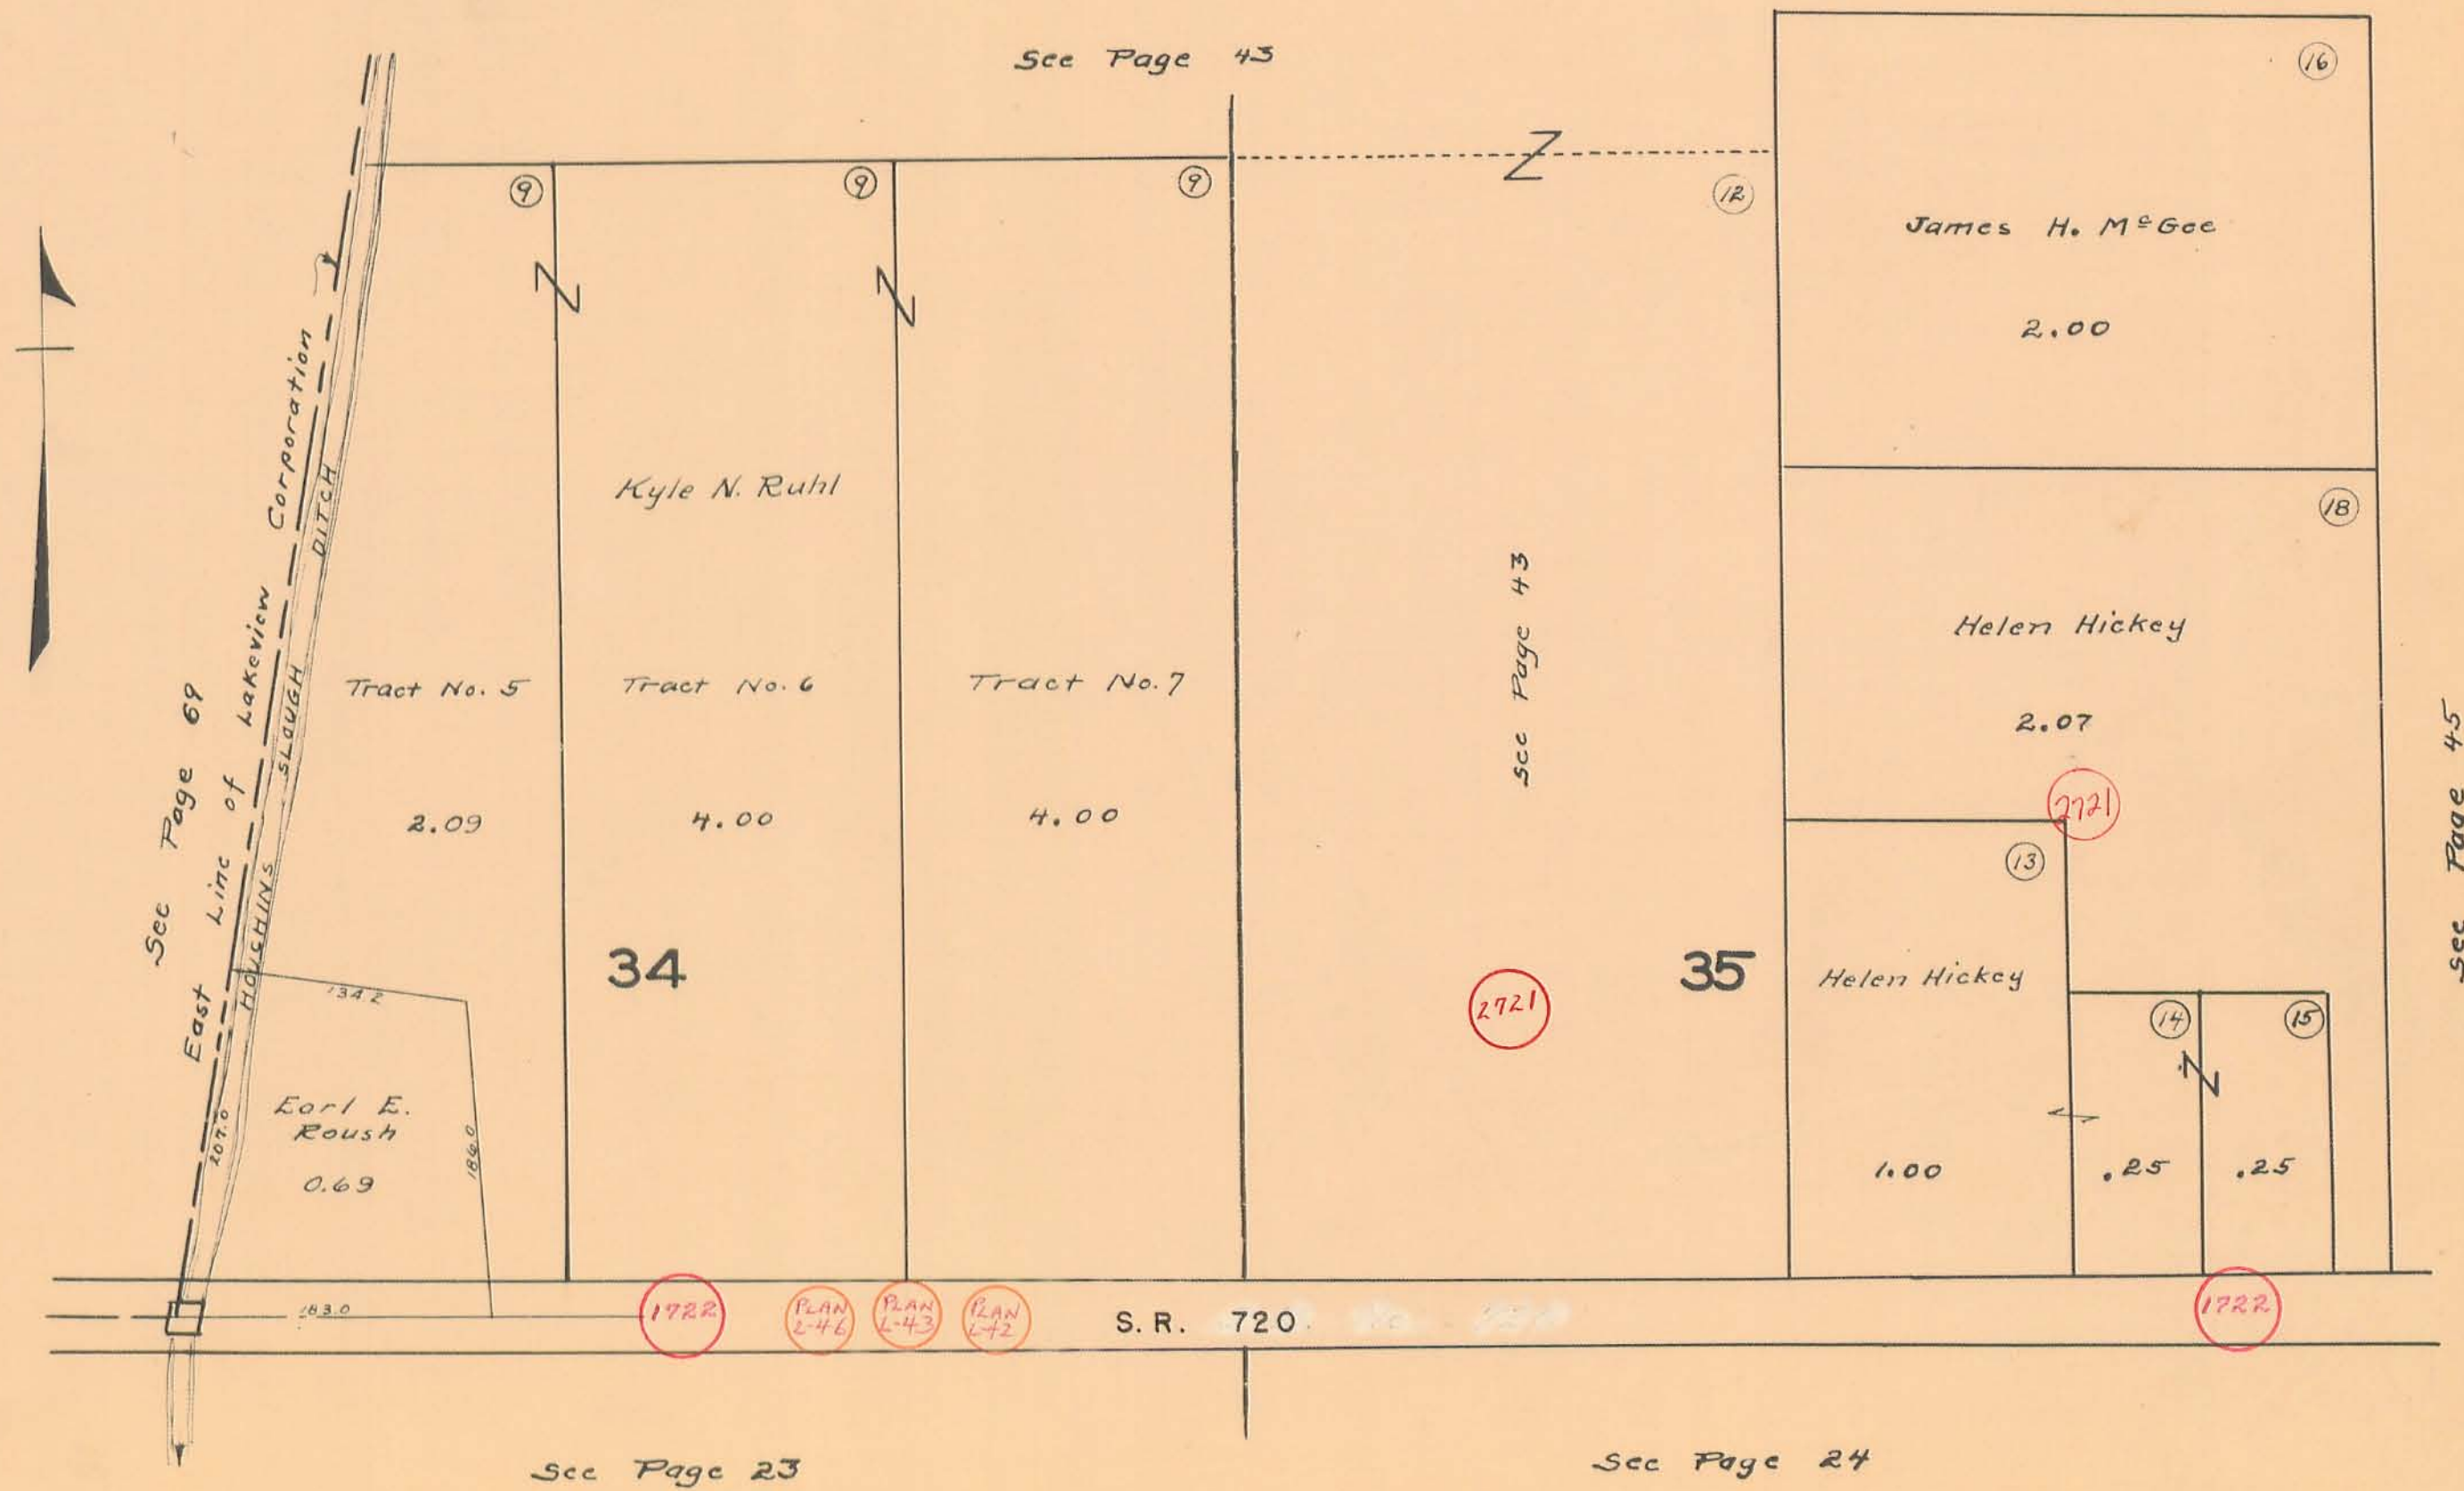 See Page 43
16
9
9
9
12
James H. McGee
2.00
Kyle N. Ruhl
18
Helen Hickey
2.07
See Page 69
East Line of Lakeview Corporation
HOUCHINS SLOUGH DITCH
Tract No. 5
Tract No. 6
Tract No. 7
2.09
4.00
4.00
See Page 43
2721
See Page 45
13
34
35
2721
Helen Hickey
14
15
134.2
207.0
186.0
Earl E.
Roush
0.69
1.00
.25
.25
183.0
1722
PLAN
L-46
PLAN
L-43
PLAN
L-42
S.R. 720
1722
See Page 23
See Page 24